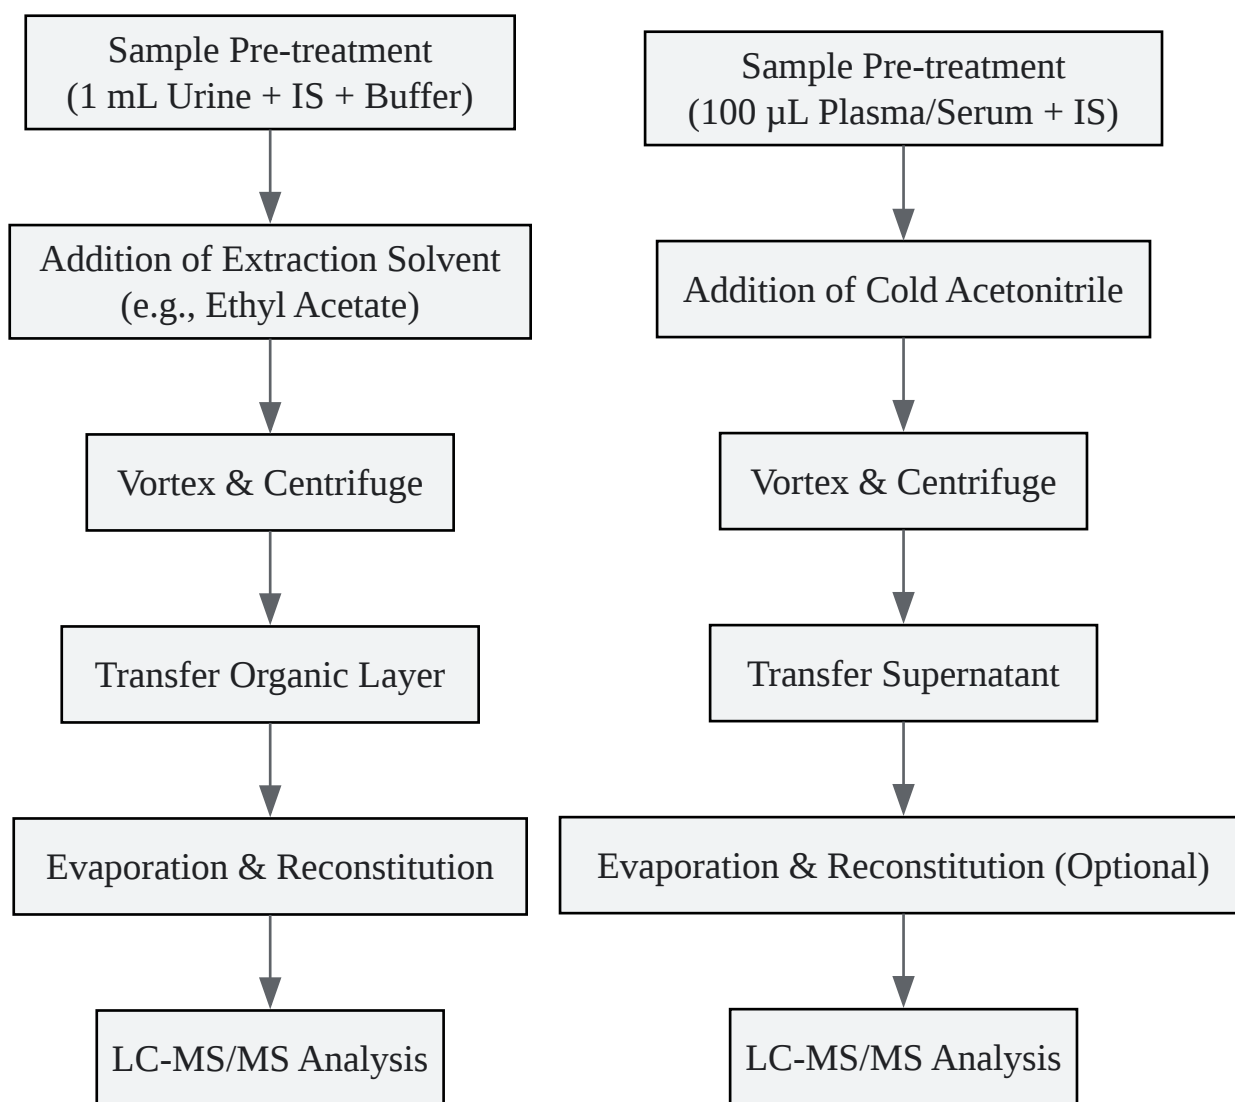 Sample Pre-treatment
(1 mL Urine + IS + Buffer)
Addition of Extraction Solvent
(e.g., Ethyl Acetate)
Vortex & Centrifuge
Transfer Organic Layer
Evaporation & Reconstitution
LC-MS/MS Analysis
Sample Pre-treatment
(100 µL Plasma/Serum + IS)
Addition of Cold Acetonitrile
Vortex & Centrifuge
Transfer Supernatant
Evaporation & Reconstitution (Optional)
LC-MS/MS Analysis